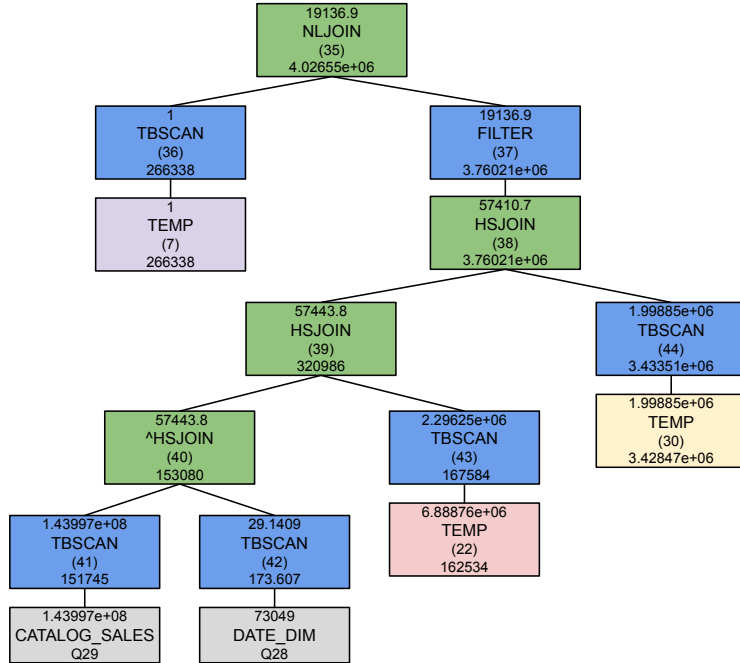 19136.9
NLJOIN
(35)
4.02655e+06
1
TBSCAN
(36)
266338
19136.9
FILTER
(37)
3.76021e+06
1
TEMP
(7)
266338
57410.7
HSJOIN
(38)
3.76021e+06
57443.8
HSJOIN
(39)
320986
1.99885e+06
TBSCAN
(44)
3.43351e+06
57443.8
^HSJOIN
(40)
153080
2.29625e+06
TBSCAN
(43)
167584
1.99885e+06
TEMP
(30)
3.42847e+06
1.43997e+08
TBSCAN
(41)
151745
29.1409
TBSCAN
(42)
173.607
6.88876e+06
TEMP
(22)
162534
1.43997e+08
CATALOG_SALES
Q29
73049
DATE_DIM
Q28